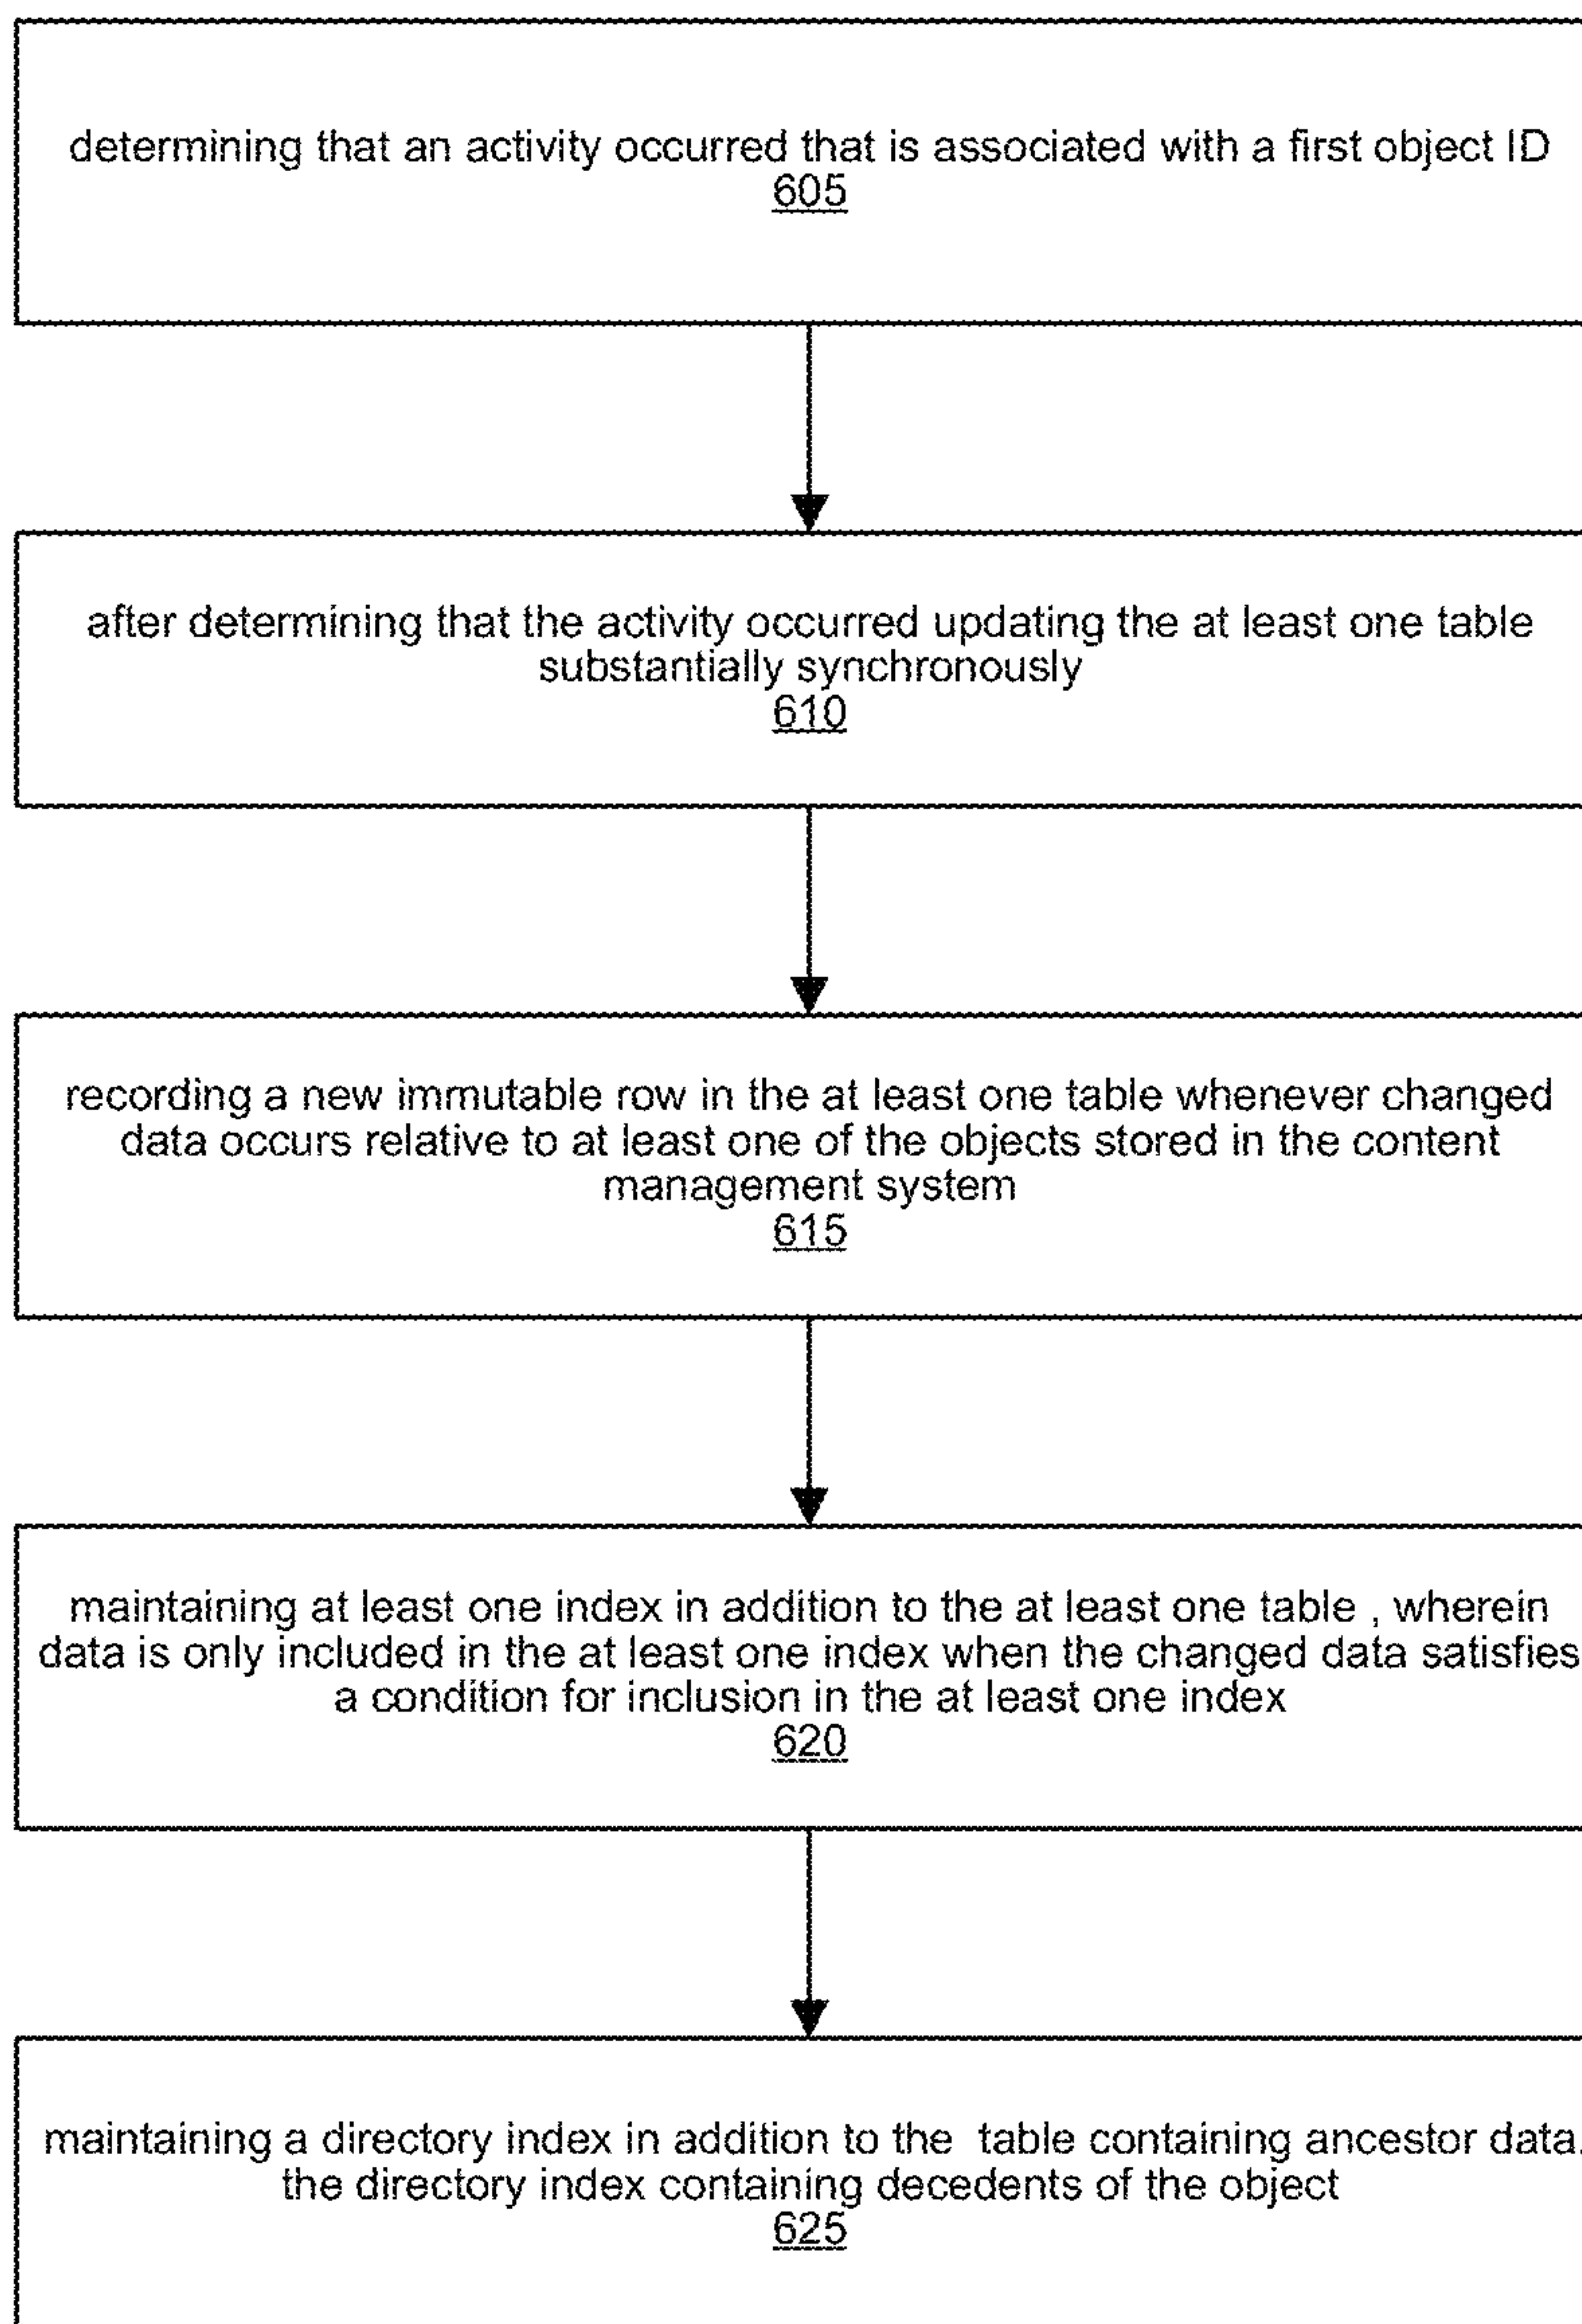 determining that an activity occurred that is associated with a first object ID
605
after determining that the activity occurred updating the at least one table
substantially synchronously
610
recording a new immutable row in the at least one table whenever changed
data occurs relative to at least one of the objects stored in the content
management system
615
maintaining at least one index in addition to the at least one table , wherein
data is only included in the at least one index when the changed data satisfies
a condition for inclusion in the at least one index
620
maintaining a directory index in addition to the  table containing ancestor data.
the directory index containing decedents of the object
625